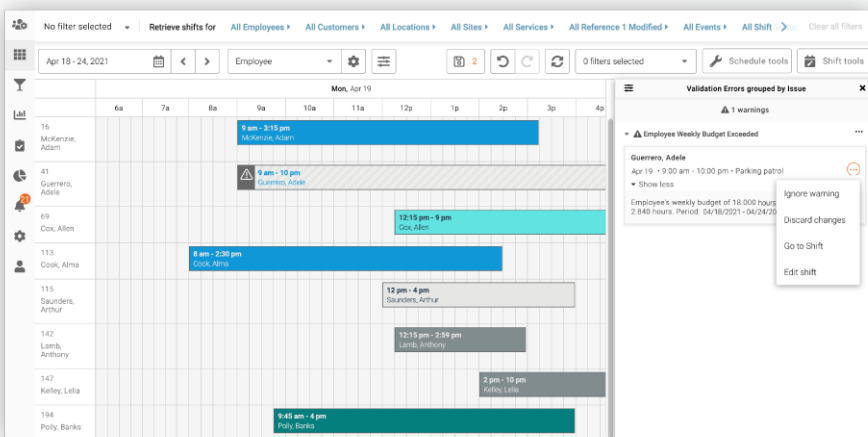 No filter selected
Retrieve shifts for
All Employees
All Customers
All Locations
All Sites
All Services
All Reference 1 Modified
All Events
All Shift
Clear all filters
Apr 18 - 24, 2021
Employee
2
0 filters selected
Schedule tools
Shift tools
Mon, Apr 19
6a 7a 8a 9a 10a 11a 12p 1p 2p 3p 4p
16
McKenzie,
Adam
9 am - 3:15 pm
McKenzie, Adam
41
Guerrero,
Adele
9 am - 10 pm
Guerrero, Adele
21
69
Cox, Allen
12:15 pm - 9 pm
Cox, Allen
113
Cook, Alma
8 am - 2:30 pm
Cook, Alma
115
Saunders,
Arthur
12 pm - 4 pm
Saunders, Arthur
142
Lamb,
Anthony
12:15 pm - 2:59 pm
Lamb, Anthony
147
Kelley, Lelia
2 pm - 10 pm
Kelley, Lelia
194
Polly, Banks
9:45 am - 4 pm
Polly, Banks
Validation Errors grouped by Issue
1 warnings
Employee Weekly Budget Exceeded
Guerrero, Adele
Apr 19 • 9:00 am - 10:00 pm • Parking patrol
Show less
Employee's weekly budget of 18.000 hours
2.840 hours. Period: 04/18/2021 - 04/24/20
Ignore warning
Discard changes
Go to Shift
Edit shift